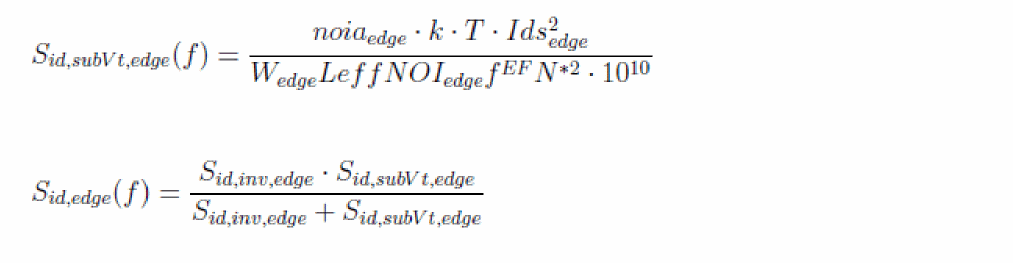 S_{id,subVt,edge}(f) = \frac{noia_{edge} \cdot k \cdot T \cdot Ids_{edge}^{2}}{W_{edge} LeffNOI_{edge} f^{EF} N^{*2} \cdot 10^{10}}
S_{id,edge}(f) = \frac{S_{id,inv,edge} \cdot S_{id,subVt,edge}}{S_{id,inv,edge} + S_{id,subVt,edge}}